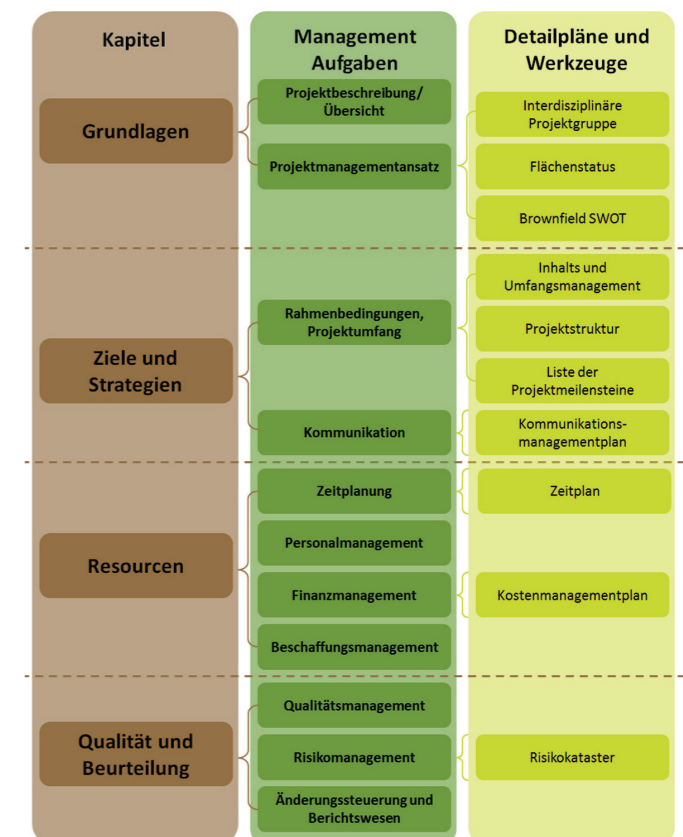 Kapitel
Management
Aufgaben
Detailpläne und
Werkzeuge
Grundlagen
Projektbeschreibung/
Übersicht
Projektmanagementansatz
Interdisziplinäre
Projektgruppe
Flächenstatus
Brownfield SWOT
Ziele und
Strategien
Rahmenbedingungen,
Projektumfang
Inhalts und
Umfangsmanagement
Projektstruktur
Liste der
Projektmeilensteine
Kommunikation
Kommunikations-
managementplan
Resourcen
Zeitplanung
Zeitplan
Personalmanagement
Finanzmanagement
Kostenmanagementplan
Beschaffungsmanagement
Qualität und
Beurteilung
Qualitätsmanagement
Risikomanagement
Risikokataster
Änderungssteuerung und
Berichtswesen